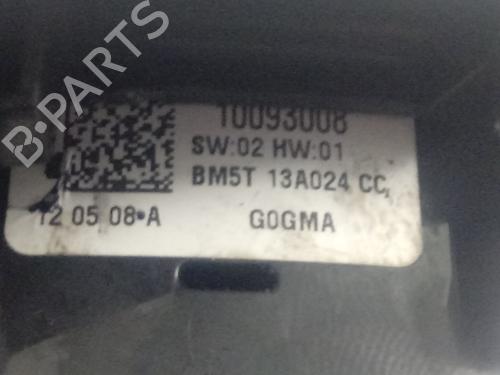 10093008
SW:02 HW:01
BM5T 13A024 CC
12 05 08•A G0GMA
B-PARTS